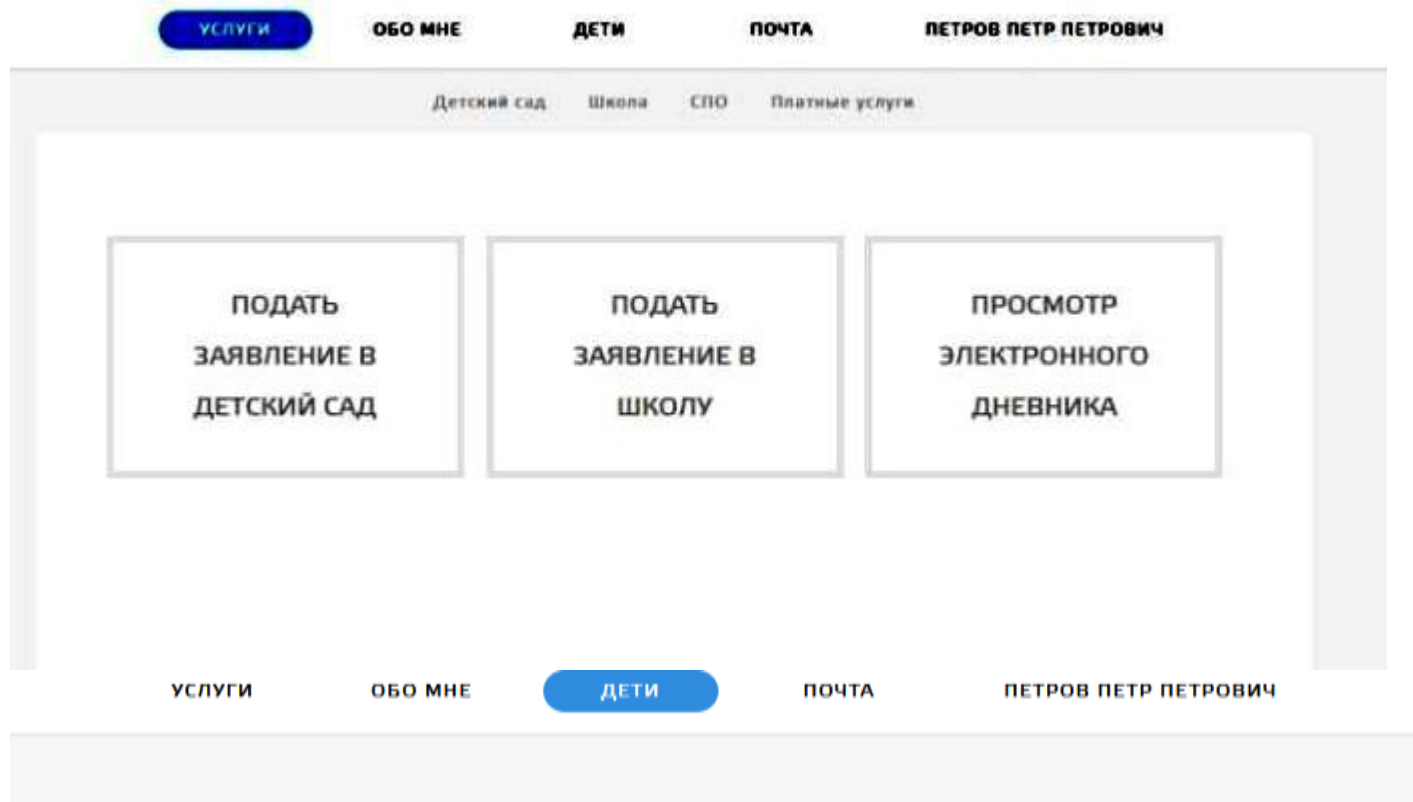 УСЛУГИ ОБО МНЕ ДЕТИ ПОЧТА ПЕТРОВ ПЕТР ПЕТРОВИЧ
Детский сад Школа СПО Платные услуги
ПОДАТЬ
ЗАЯВЛЕНИЕ В
ДЕТСКИЙ САД
ПОДАТЬ
ЗАЯВЛЕНИЕ В
ШКОЛУ
ПРОСМОТР
ЭЛЕКТРОННОГО
ДНЕВНИКА
УСЛУГИ ОБО МНЕ ДЕТИ ПОЧТА ПЕТРОВ ПЕТР ПЕТРОВИЧ